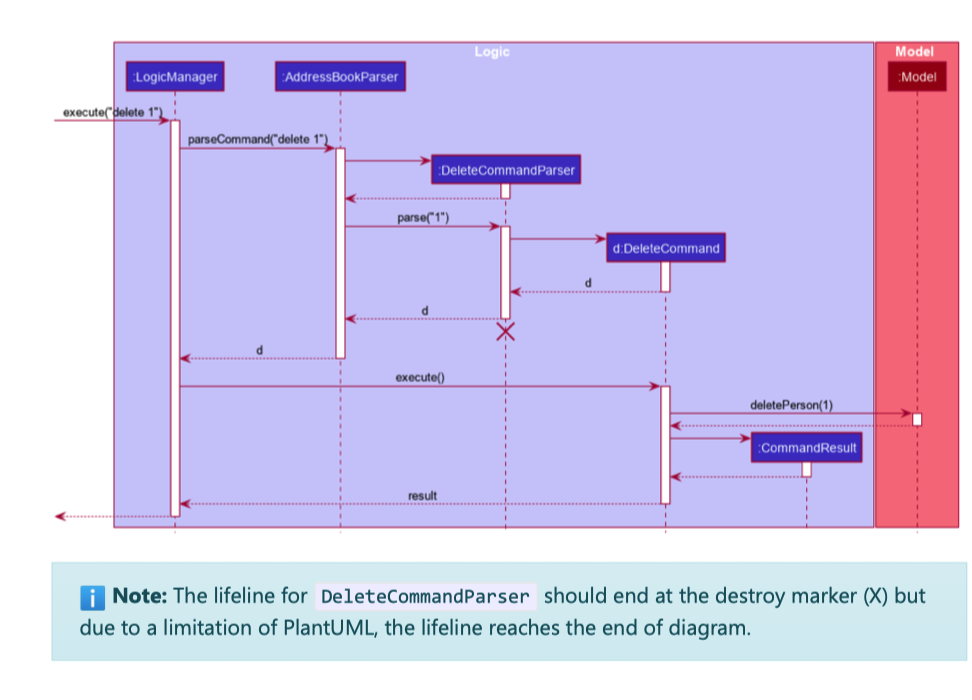 Logic
Model
:LogicManager
:AddressBookParser
:Model
execute("delete 1")
parseCommand("delete 1")
:DeleteCommandParser
parse("1")
d:DeleteCommand
d
d
d
execute()
deletePerson(1)
:CommandResult
result
i Note: The lifeline for DeleteCommandParser should end at the destroy marker (X) but
due to a limitation of PlantUML, the lifeline reaches the end of diagram.